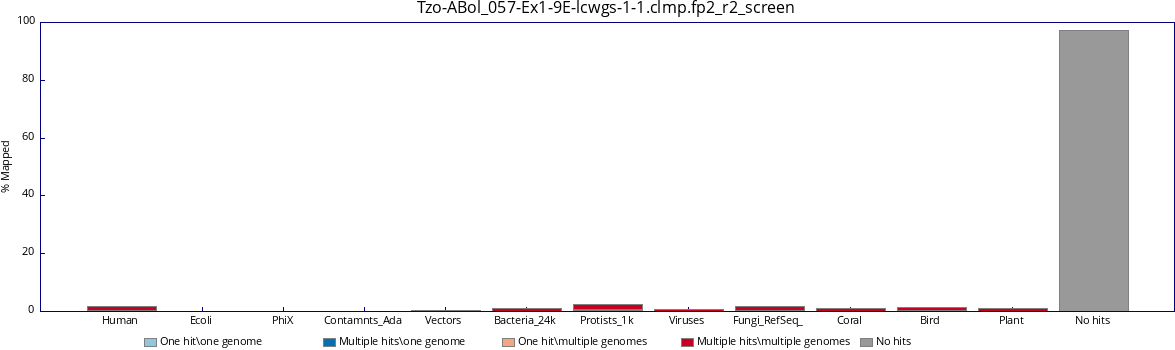 Tzo-ABol_057-Ex1-9E-lcwgs-1-1.clmp.fp2_r2_screen
100
80
60
40
20
0
% Mapped
Human Ecoli PhiX Contamnts_Ada Vectors Bacteria_24k Protists_1k Viruses Fungi_RefSeq_ Coral Bird Plant No hits
One hit\one genome Multiple hits\one genome One hit\multiple genomes Multiple hits\multiple genomes No hits